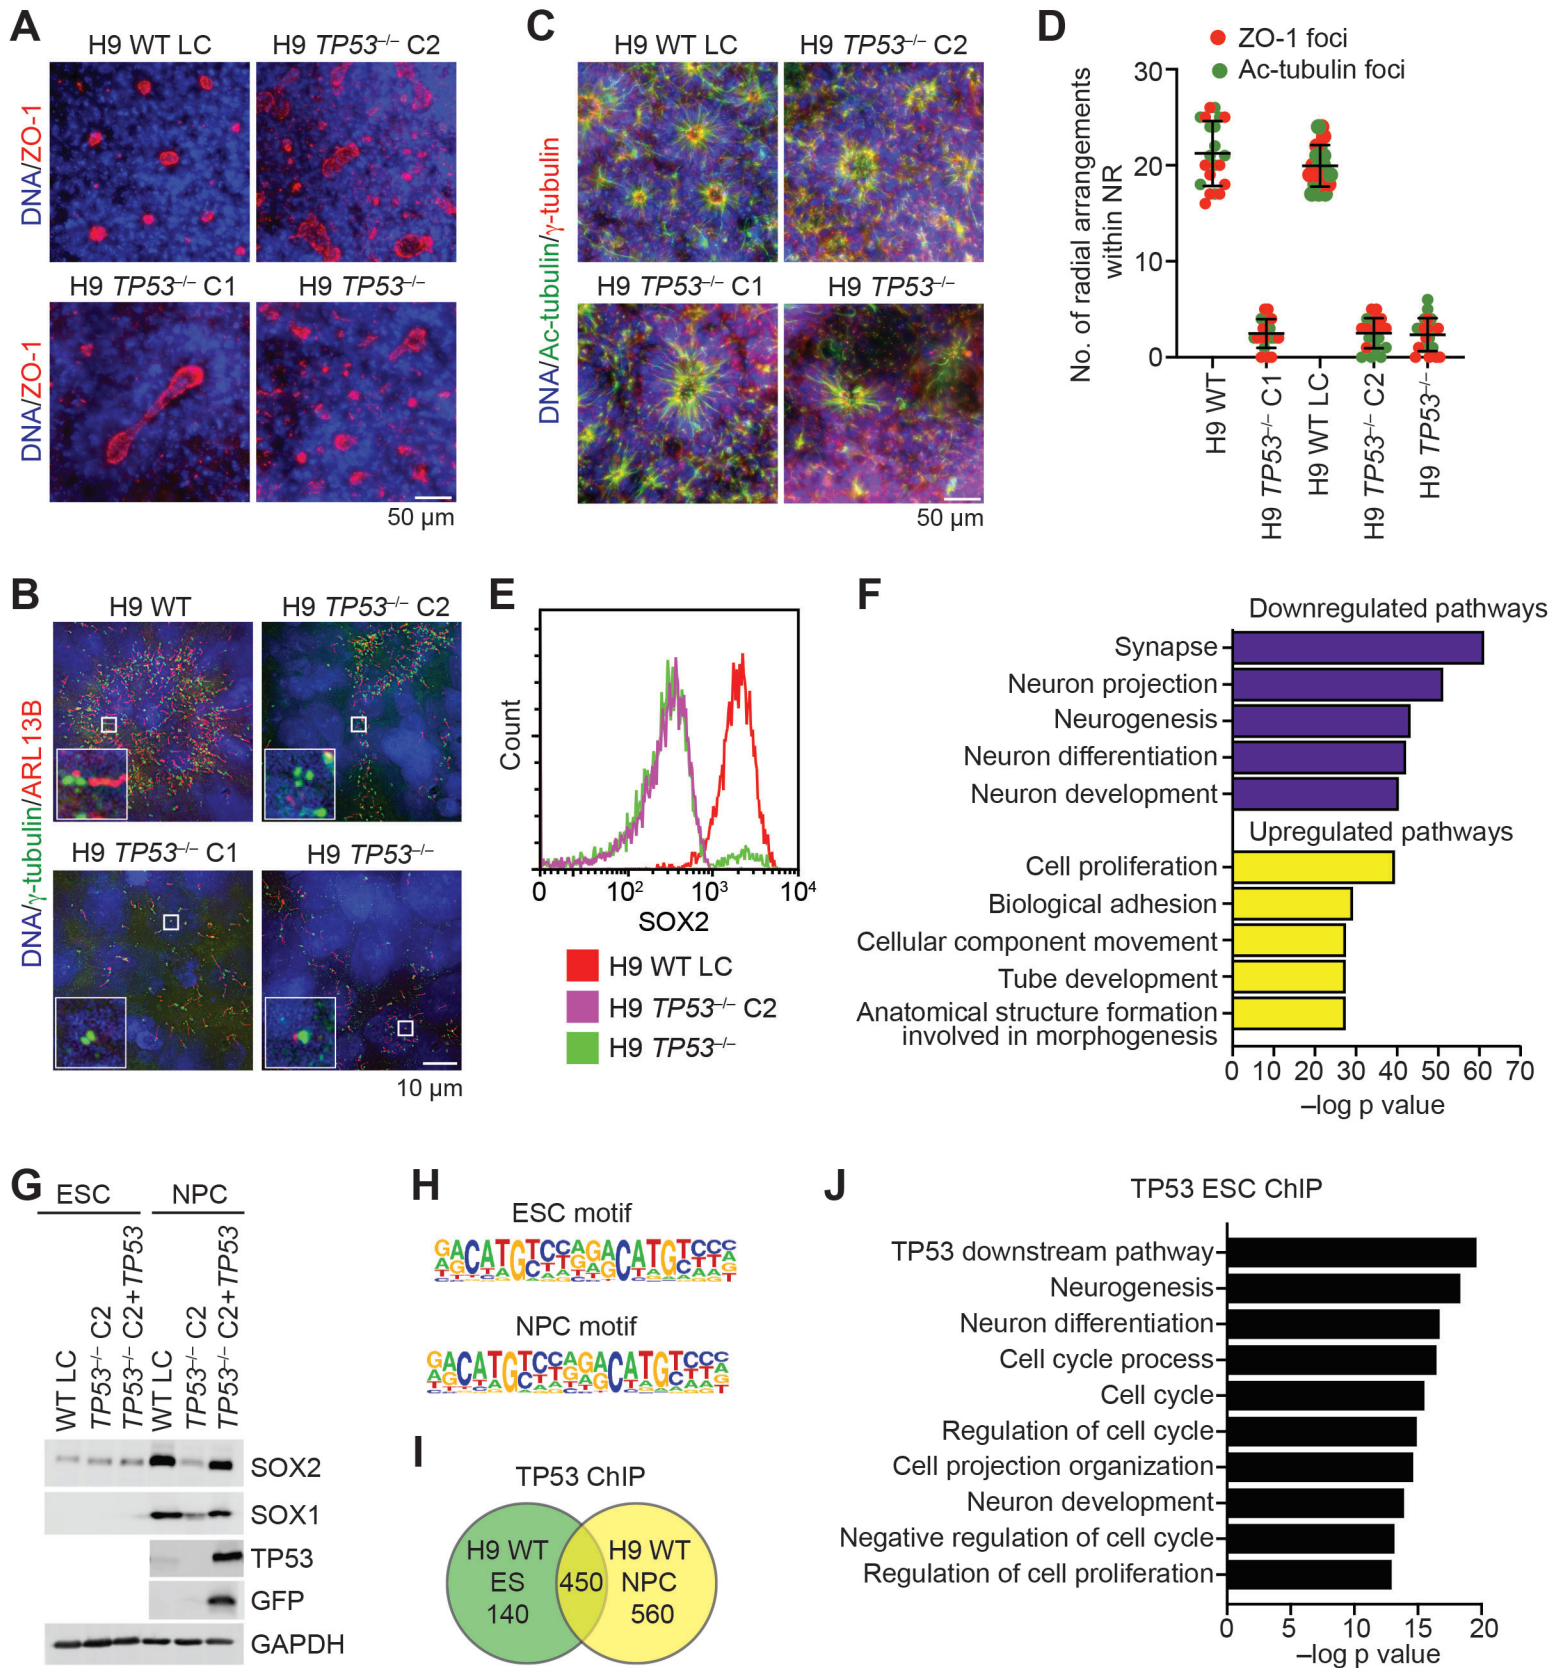 A
H9 WT LC
H9 TP53–/– C2
DNA/ZO-1
H9 TP53–/– C1
H9 TP53–/–
DNA/ZO-1
50 µm
C
H9 WT LC
H9 TP53–/– C2
DNA/Ac-tubulin/γ-tubulin
H9 TP53–/– C1
H9 TP53–/–
50 µm
D
ZO-1 foci
Ac-tubulin foci
No. of radial arrangements
within NR
30
20
10
0
H9 WT
H9 TP53–/– C1
H9 WT LC
H9 TP53–/– C2
H9 TP53–/–
B
H9 WT
H9 TP53–/– C2
DNA/γ-tubulin/ARL13B
H9 TP53–/– C1
H9 TP53–/–
10 µm
E
Count
0
10²
10³
10⁴
SOX2
H9 WT LC
H9 TP53–/– C2
H9 TP53–/–
F
Downregulated pathways
Synapse
Neuron projection
Neurogenesis
Neuron differentiation
Neuron development
Upregulated pathways
Cell proliferation
Biological adhesion
Cellular component movement
Tube development
Anatomical structure formation
involved in morphogenesis
0 10 20 30 40 50 60 70
–log p value
G
ESC
NPC
WT LC
TP53–/– C2
TP53–/– C2+TP53
WT LC
TP53–/– C2
TP53–/– C2+TP53
SOX2
SOX1
TP53
GFP
GAPDH
H
ESC motif
NPC motif
I
TP53 ChIP
H9 WT
ES
140
450
H9 WT
NPC
560
J
TP53 ESC ChIP
TP53 downstream pathway
Neurogenesis
Neuron differentiation
Cell cycle process
Cell cycle
Regulation of cell cycle
Cell projection organization
Neuron development
Negative regulation of cell cycle
Regulation of cell proliferation
0 5 10 15 20
–log p value